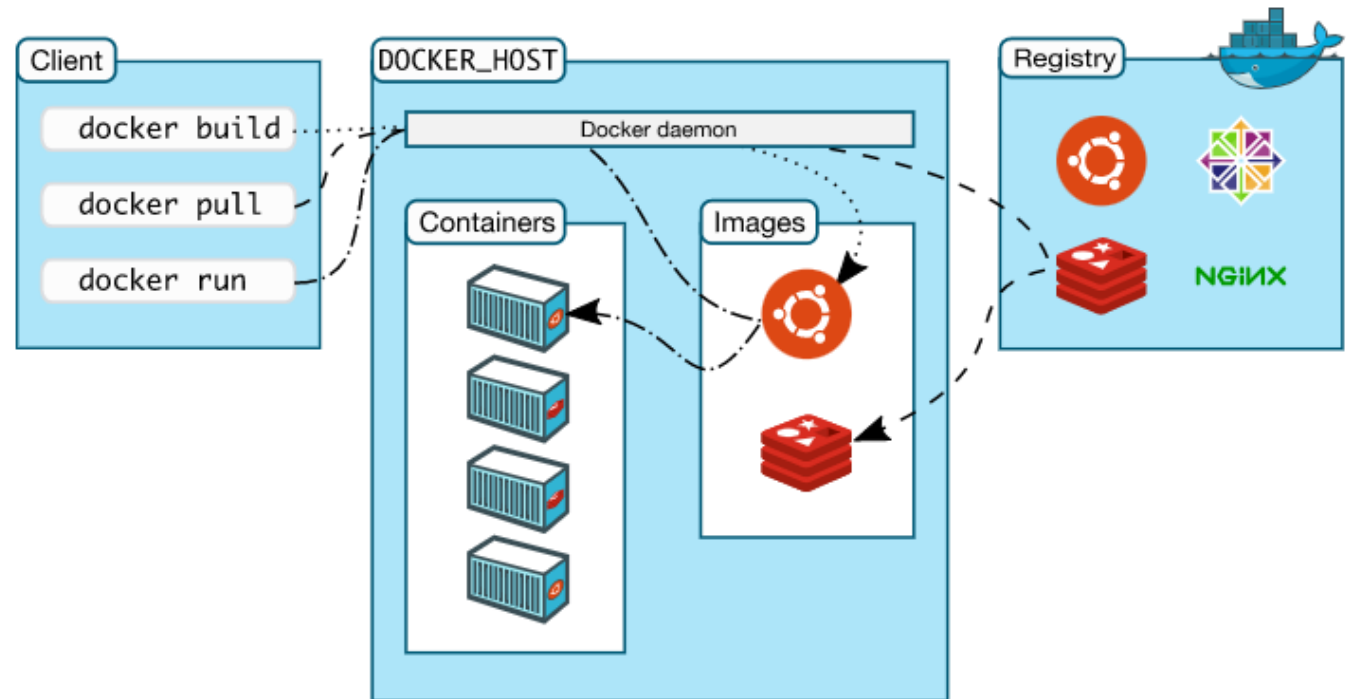 Client
docker build
docker pull
docker run
DOCKER_HOST
Docker daemon
Containers
Images
Registry
NGiNX